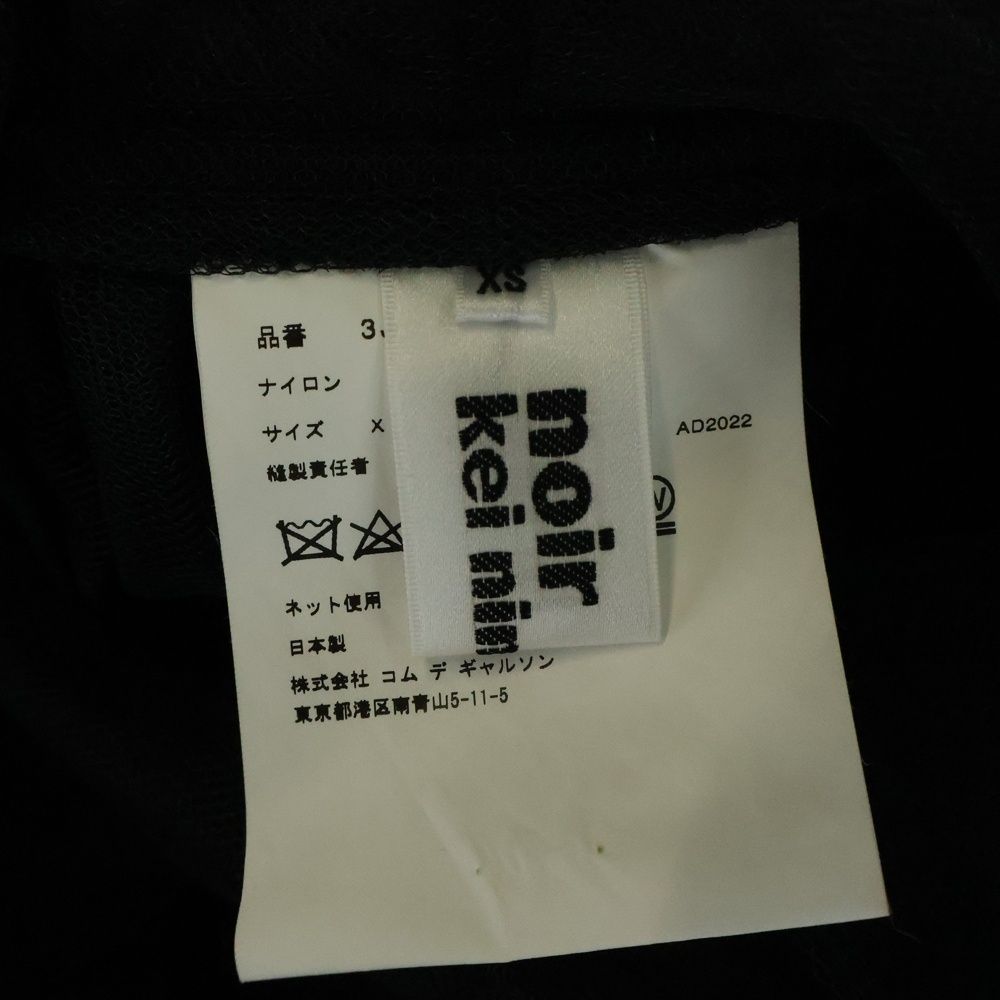 XS
noir
kei nin
品番 3
ナイロン
サイズ X
AD2022
縫製責任者
ネット使用
日本製
株式会社 コム デ ギャルソン
東京都港区南青山5-11-5